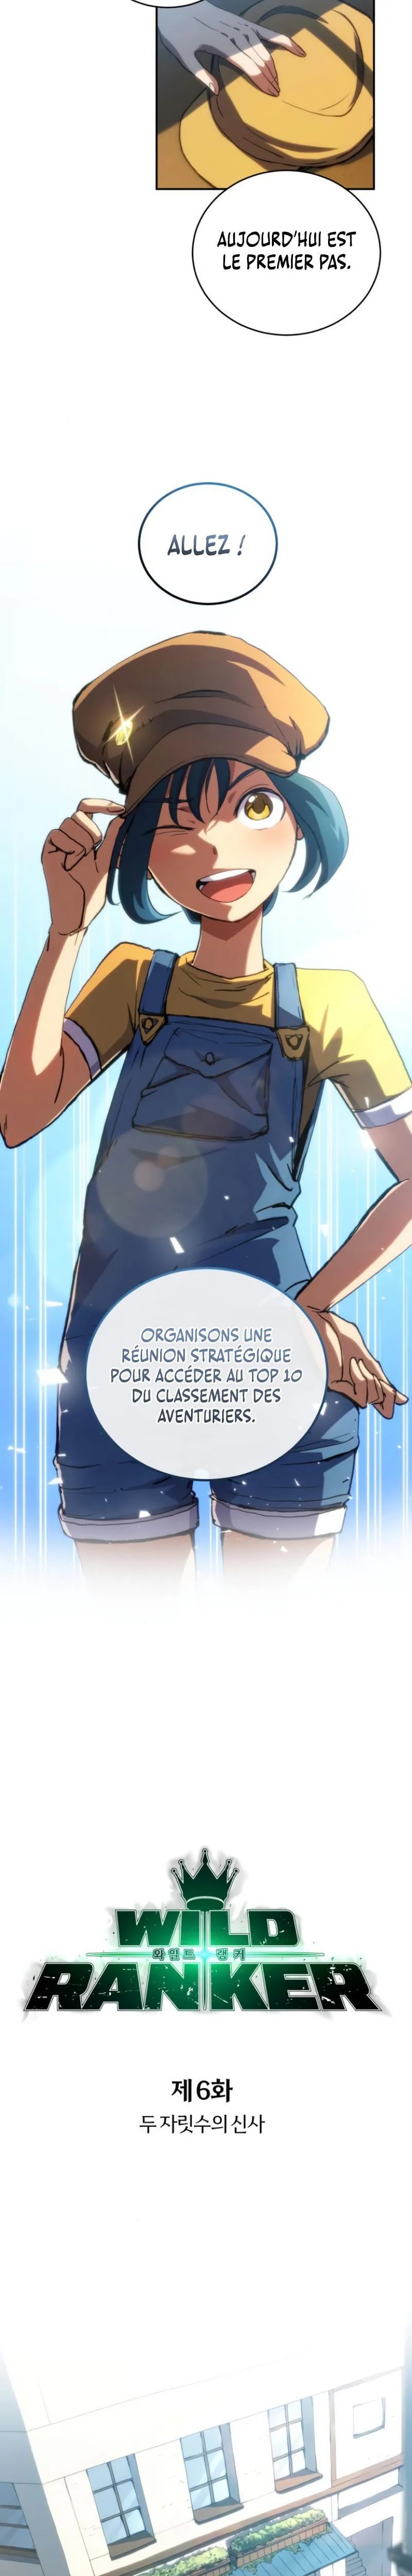 AUJOURD'HUI EST
LE PREMIER PAS.
ALLEZ !
ORGANISONS UNE
RÉUNION STRATÉGIQUE
POUR ACCÉDER AU TOP 10
DU CLASSEMENT DES
AVENTURIERS.
WILD
와일드 랭커
RANKER
제6화
두 자릿수의 신사